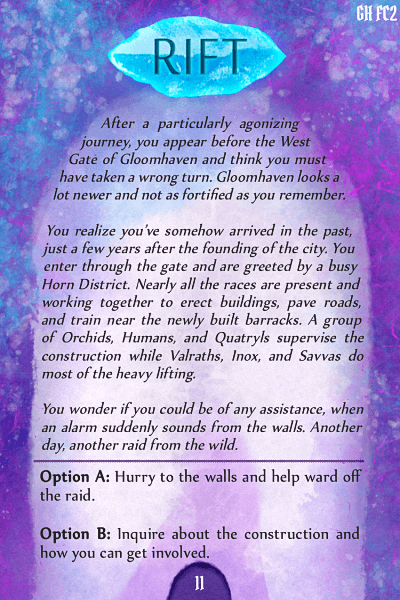 GH FC2
RIFT
After a particularly agonizing
journey, you appear before the West
Gate of Gloomhaven and think you must
have taken a wrong turn. Gloomhaven looks a
lot newer and not as fortified as you remember.
You realize you've somehow arrived in the past,
just a few years after the founding of the city. You
enter through the gate and are greeted by a busy
Horn District. Nearly all the races are present and
working together to erect buildings, pave roads,
and train near the newly built barracks. A group
of Orchids, Humans, and Quatryls supervise the
construction while Valraths, Inox, and Savvas do
most of the heavy lifting.
You wonder if you could be of any assistance, when
an alarm suddenly sounds from the walls. Another
day, another raid from the wild.
Option A: Hurry to the walls and help ward off
the raid.
Option B: Inquire about the construction and
how you can get involved.
11